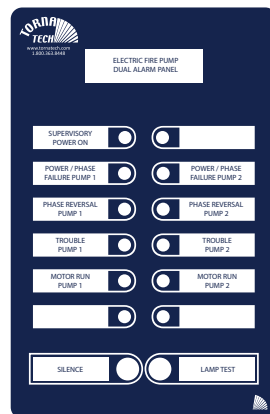 TORNA
TECH
www.tornatech.com
1.800.363.8448
ELECTRIC FIRE PUMP
DUAL ALARM PANEL
SUPERVISORY
POWER ON
POWER / PHASE
FAILURE PUMP 1
POWER / PHASE
FAILURE PUMP 2
PHASE REVERSAL
PUMP 1
PHASE REVERSAL
PUMP 2
TROUBLE
PUMP 1
TROUBLE
PUMP 2
MOTOR RUN
PUMP 1
MOTOR RUN
PUMP 2
SILENCE
LAMP TEST